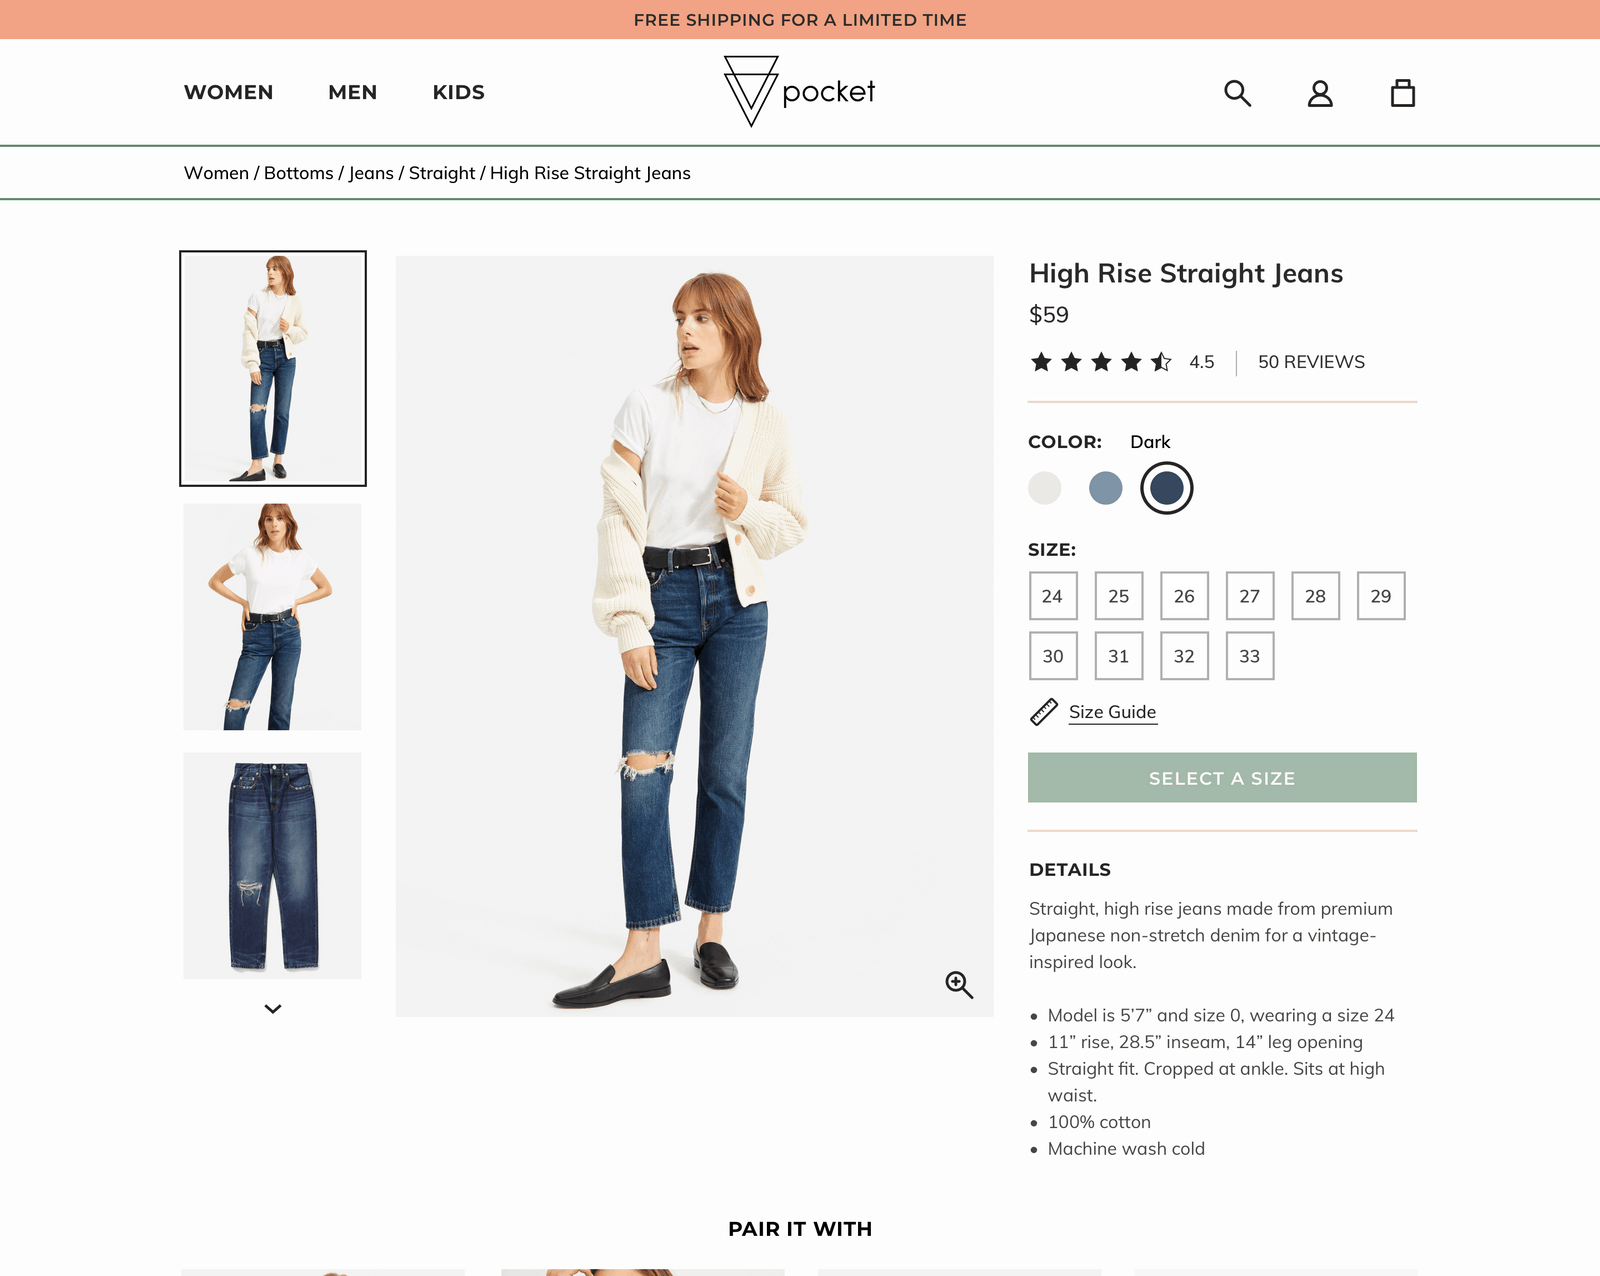 FREE SHIPPING FOR A LIMITED TIME
WOMEN MEN KIDS
pocket
Women / Bottoms / Jeans / Straight / High Rise Straight Jeans
High Rise Straight Jeans
$59
4.5 50 REVIEWS
COLOR: Dark
SIZE:
24 25 26 27 28 29
30 31 32 33
Size Guide
SELECT A SIZE
DETAILS
Straight, high rise jeans made from premium
Japanese non-stretch denim for a vintage-
inspired look.
• Model is 5’7” and size 0, wearing a size 24
• 11” rise, 28.5” inseam, 14” leg opening
• Straight fit. Cropped at ankle. Sits at high
waist.
• 100% cotton
• Machine wash cold
PAIR IT WITH